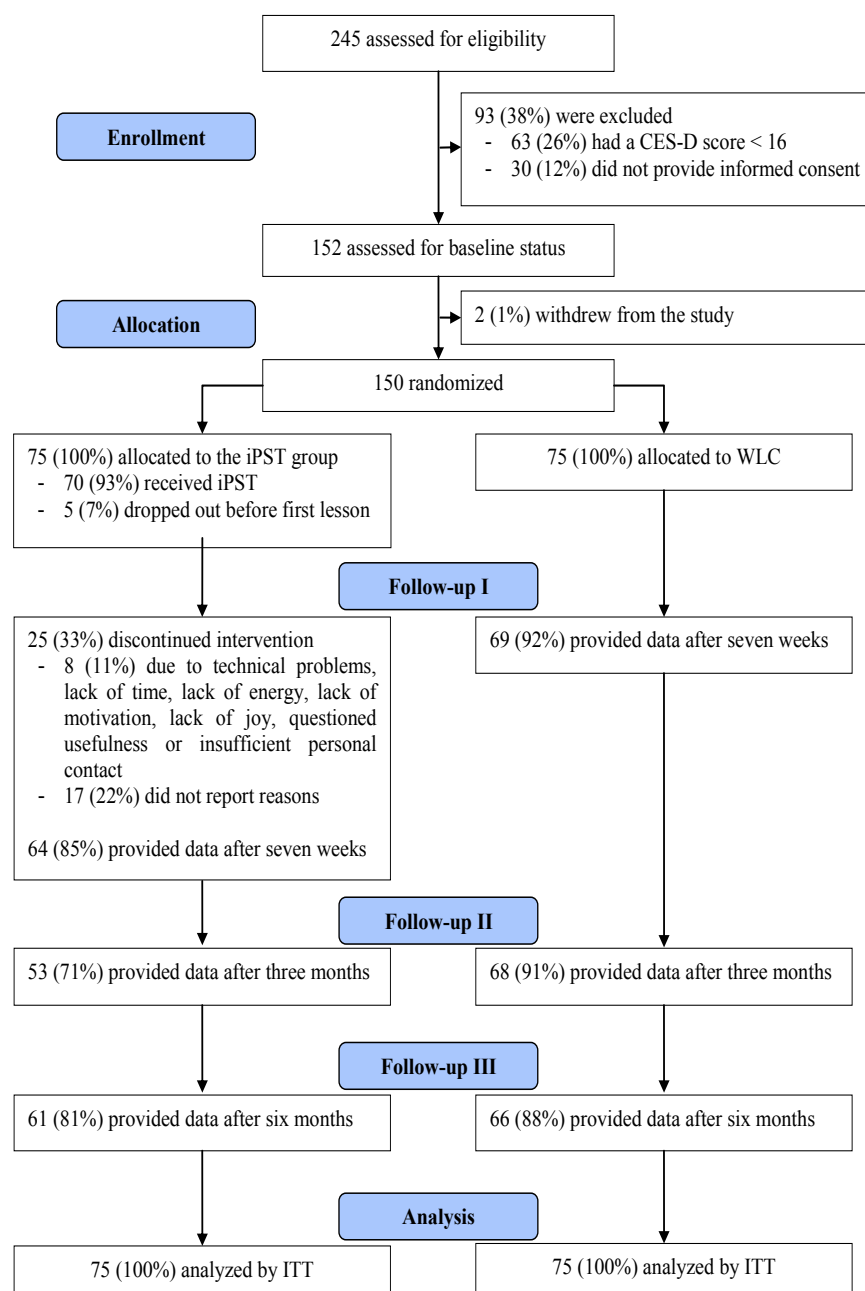 245 assessed for eligibility
Enrollment
93 (38%) were excluded
- 63 (26%) had a CES-D score < 16
- 30 (12%) did not provide informed consent
152 assessed for baseline status
Allocation
2 (1%) withdrew from the study
150 randomized
75 (100%) allocated to the iPST group
- 70 (93%) received iPST
- 5 (7%) dropped out before first lesson
75 (100%) allocated to WLC
Follow-up I
25 (33%) discontinued intervention
- 8 (11%) due to technical problems,
lack of time, lack of energy, lack of
motivation, lack of joy, questioned
usefulness or insufficient personal
contact
- 17 (22%) did not report reasons
64 (85%) provided data after seven weeks
69 (92%) provided data after seven weeks
Follow-up II
53 (71%) provided data after three months
68 (91%) provided data after three months
Follow-up III
61 (81%) provided data after six months
66 (88%) provided data after six months
Analysis
75 (100%) analyzed by ITT
75 (100%) analyzed by ITT